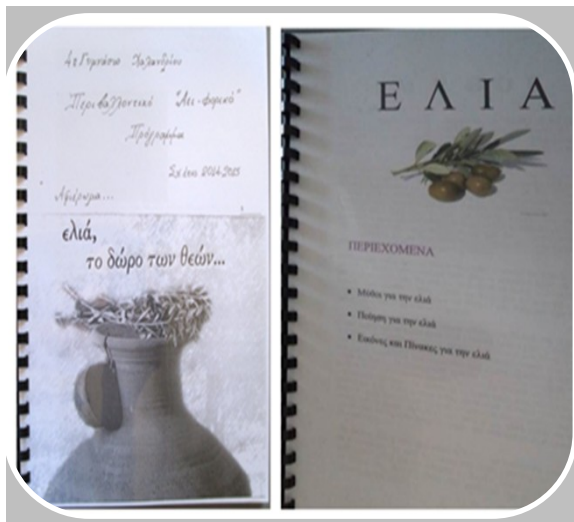 4ο Γυμνάσιο Χαλανδρίου
Περιβαλλοντικό "Αει-φορικό"
Πρόγραμμα
Σχ έτος 2014-2015
Αφιέρωμα...
ελιά,
το δώρο των θεών...
ΕΛΙΑ
ΠΕΡΙΕΧΟΜΕΝΑ
Μύθοι για την ελιά
Ποίηση για την ελιά
Εικόνες και Πίνακες για την ελιά